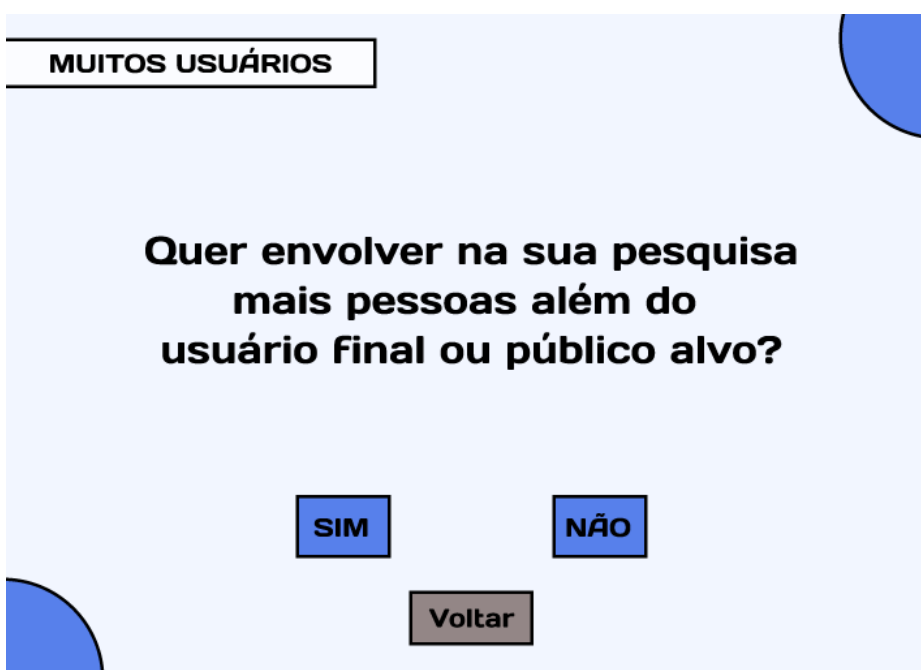 MUITOS USUÁRIOS
Quer envolver na sua pesquisa
mais pessoas além do
usuário final ou público alvo?
SIM
NÃO
Voltar